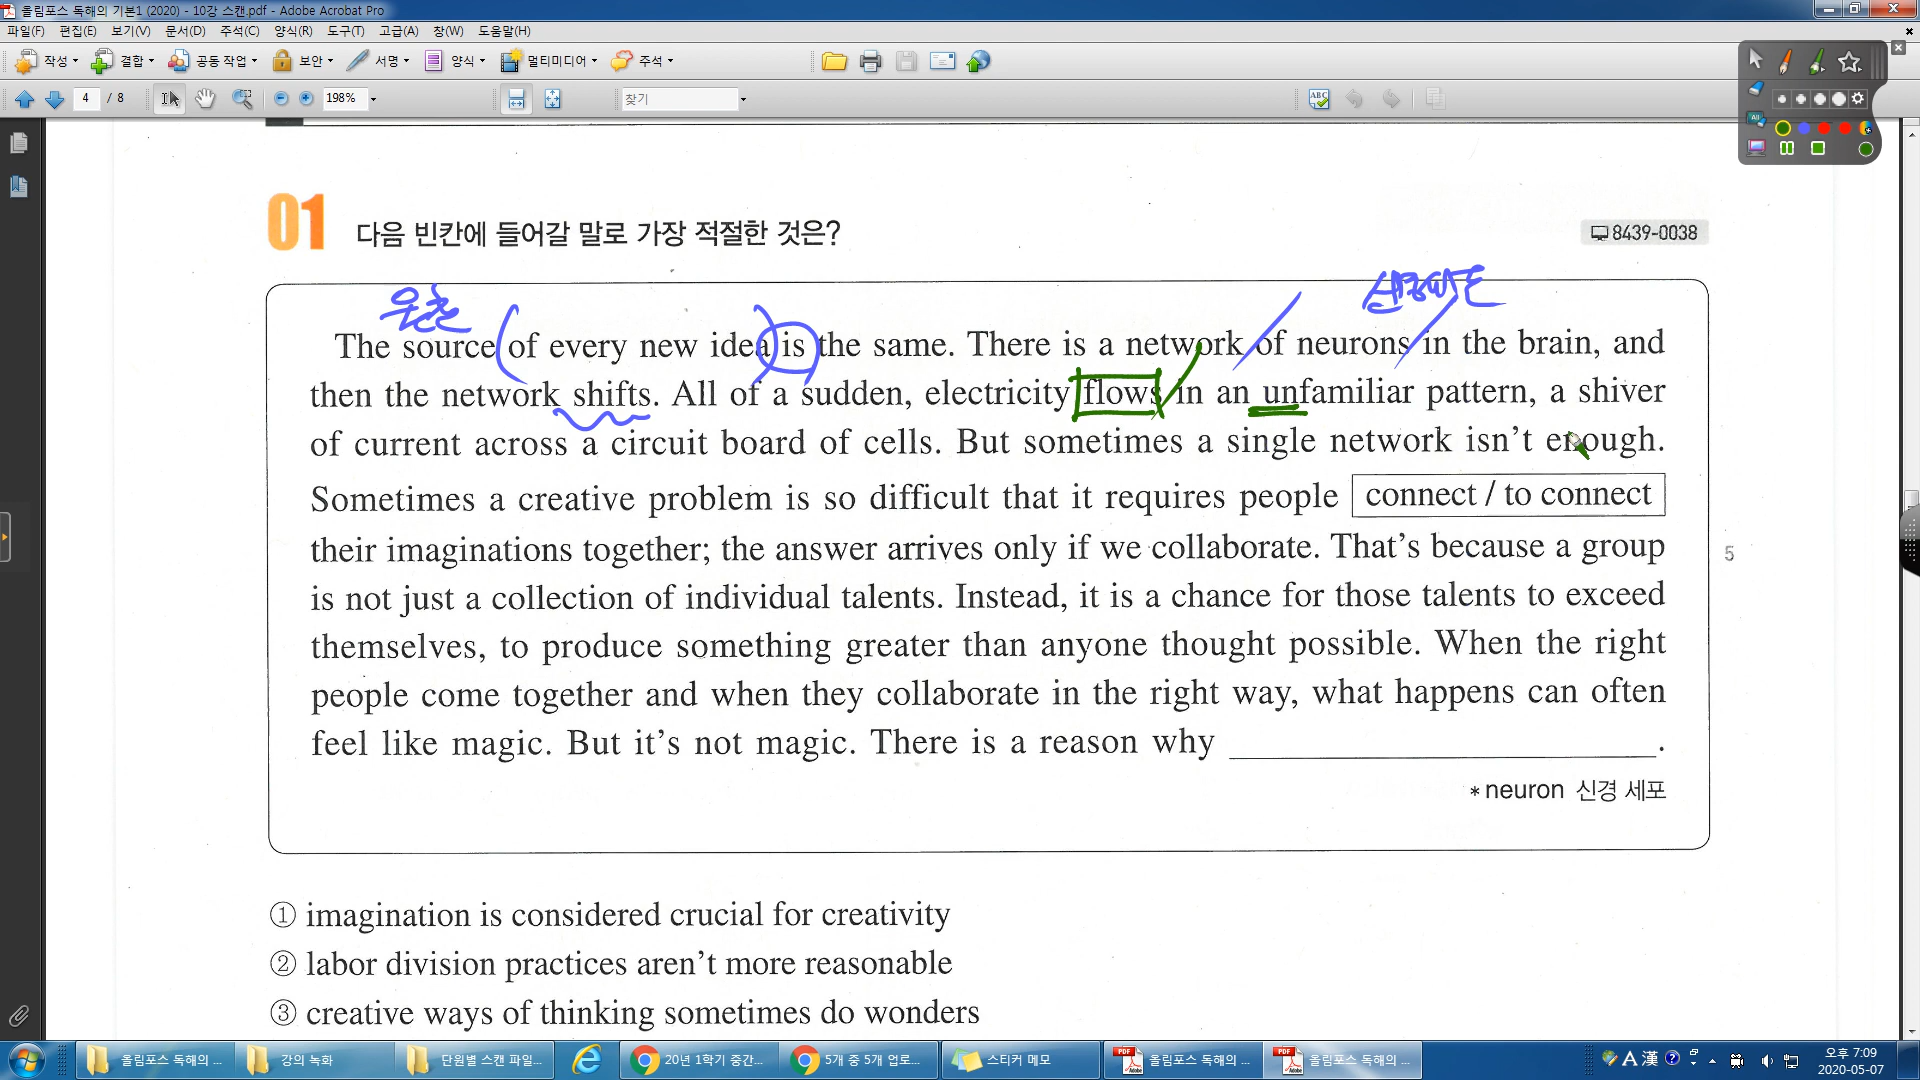 올림포스 독해의 기본1 (2020) - 10강 스캔.pdf - Adobe Acrobat Pro
파일(F) 편집(E) 보기(V) 문서(D) 주석(C) 양식(R) 도구(T) 고급(A) 창(W) 도움말(H)
작성 결합 공동 작업 보안 서명 양식 멀티미디어 주석
4 / 8 198% 찾기
01 다음 빈칸에 들어갈 말로 가장 적절한 것은?
8439-0038
원천
The source of every new idea is the same. There is a network of neurons in the brain, and
then the network shifts. All of a sudden, electricity flows in an unfamiliar pattern, a shiver
of current across a circuit board of cells. But sometimes a single network isn't enough.
Sometimes a creative problem is so difficult that it requires people connect / to connect
their imaginations together; the answer arrives only if we collaborate. That's because a group
5
is not just a collection of individual talents. Instead, it is a chance for those talents to exceed
themselves, to produce something greater than anyone thought possible. When the right
people come together and when they collaborate in the right way, what happens can often
feel like magic. But it's not magic. There is a reason why .
* neuron 신경 세포
① imagination is considered crucial for creativity
② labor division practices aren't more reasonable
③ creative ways of thinking sometimes do wonders
올림포스 독해의 ... 강의 녹화 단원별 스캔 파일... 20년 1학기 중간... 5개 중 5개 업로... 스티커 메모 올림포스 독해의 ... 올림포스 독해의 ... A 漢 오후 7:09
2020-05-07